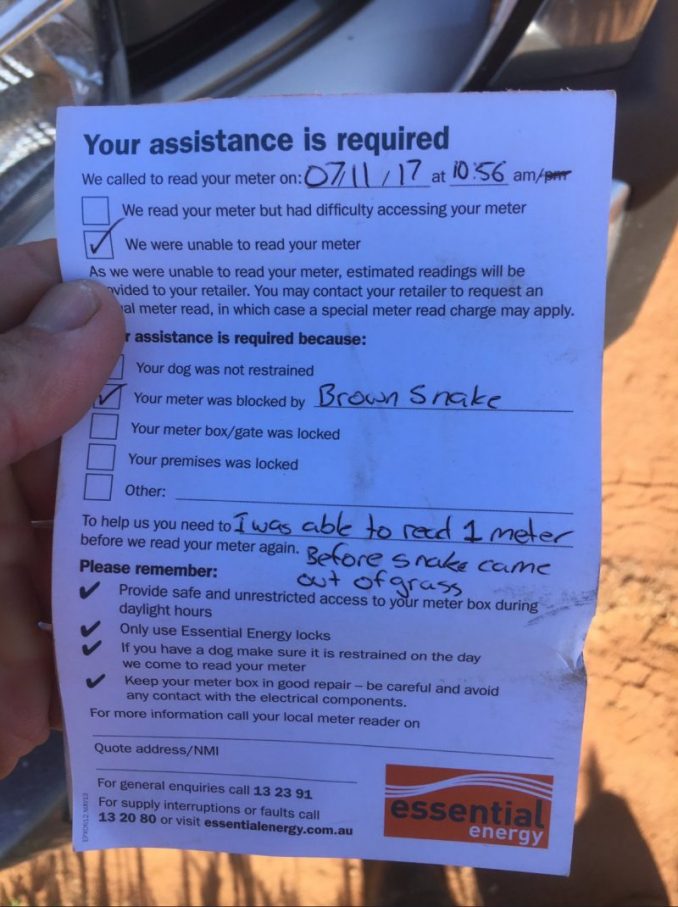 Your assistance is required
We called to read your meter on: 07/11/17 at 10:56 am/pm
We read your meter but had difficulty accessing your meter
We were unable to read your meter
As we were unable to read your meter, estimated readings will be
vided to your retailer. You may contact your retailer to request an
al meter read, in which case a special meter read charge may apply.
r assistance is required because:
Your dog was not restrained
Your meter was blocked by Brown Snake
Your meter box/gate was locked
Your premises was locked
Other:
To help us you need to I was able to read 1 meter
before we read your meter again. Before snake came
out of grass
Please remember:
Provide safe and unrestricted access to your meter box during
daylight hours
Only use Essential Energy locks
If you have a dog make sure it is restrained on the day
we come to read your meter
Keep your meter box in good repair – be careful and avoid
any contact with the electrical components.
For more information call your local meter reader on
Quote address/NMI
For general enquiries call 13 23 91
For supply interruptions or faults call
13 20 80 or visit essentialenergy.com.au
essential
energy